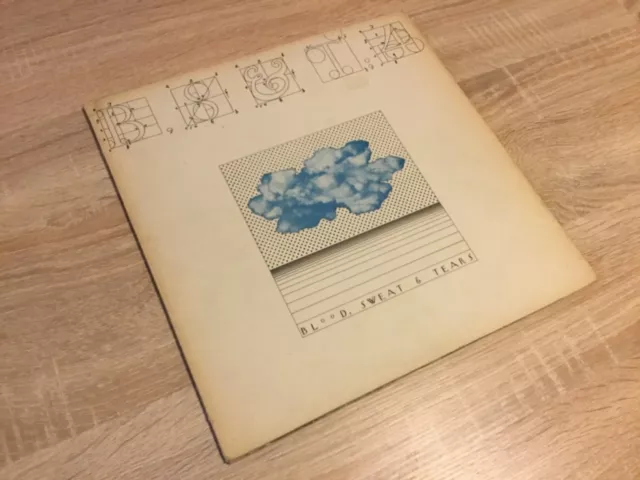 B, S & T; 4
BLOOD, SWEAT & TEARS